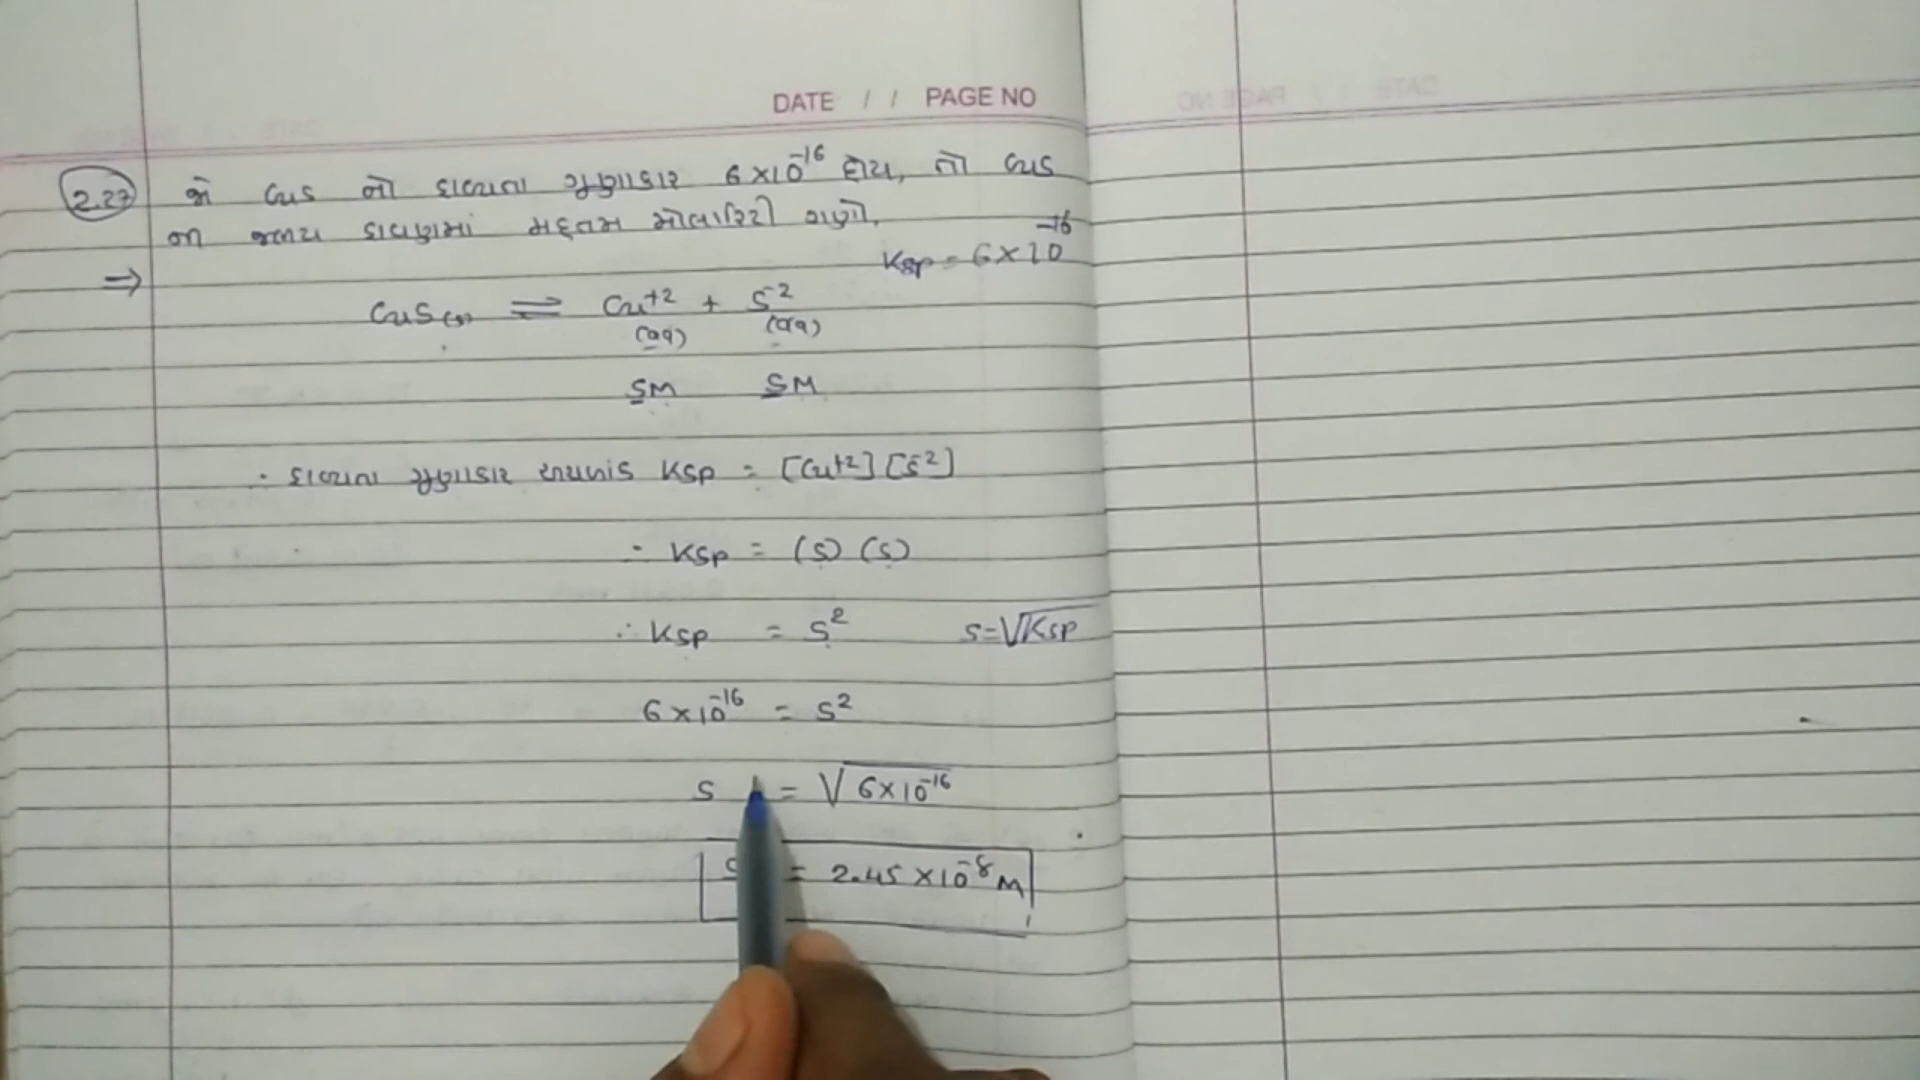 DATE / / PAGE NO
2.27 જો CuS નો દ્રાવ્યતા ગુણાકાર 6×10⁻¹⁶ હોય, તો CuS
ના જલીય દ્રાવણમાં મહત્તમ મોલારિટી ગણો.
Ksp = 6×10⁻¹⁶
⇒
CuS(s) ⇌ Cu⁺² + S⁻²
(aq) (aq)
SM SM
∴ દ્રાવ્યતા ગુણાકાર અચળાંક Ksp = [Cu⁺²][S⁻²]
∴ Ksp = (S) (S)
∴ Ksp = S² S=√Ksp
6×10⁻¹⁶ = S²
S = √6×10⁻¹⁶
= 2.45×10⁻⁸ M